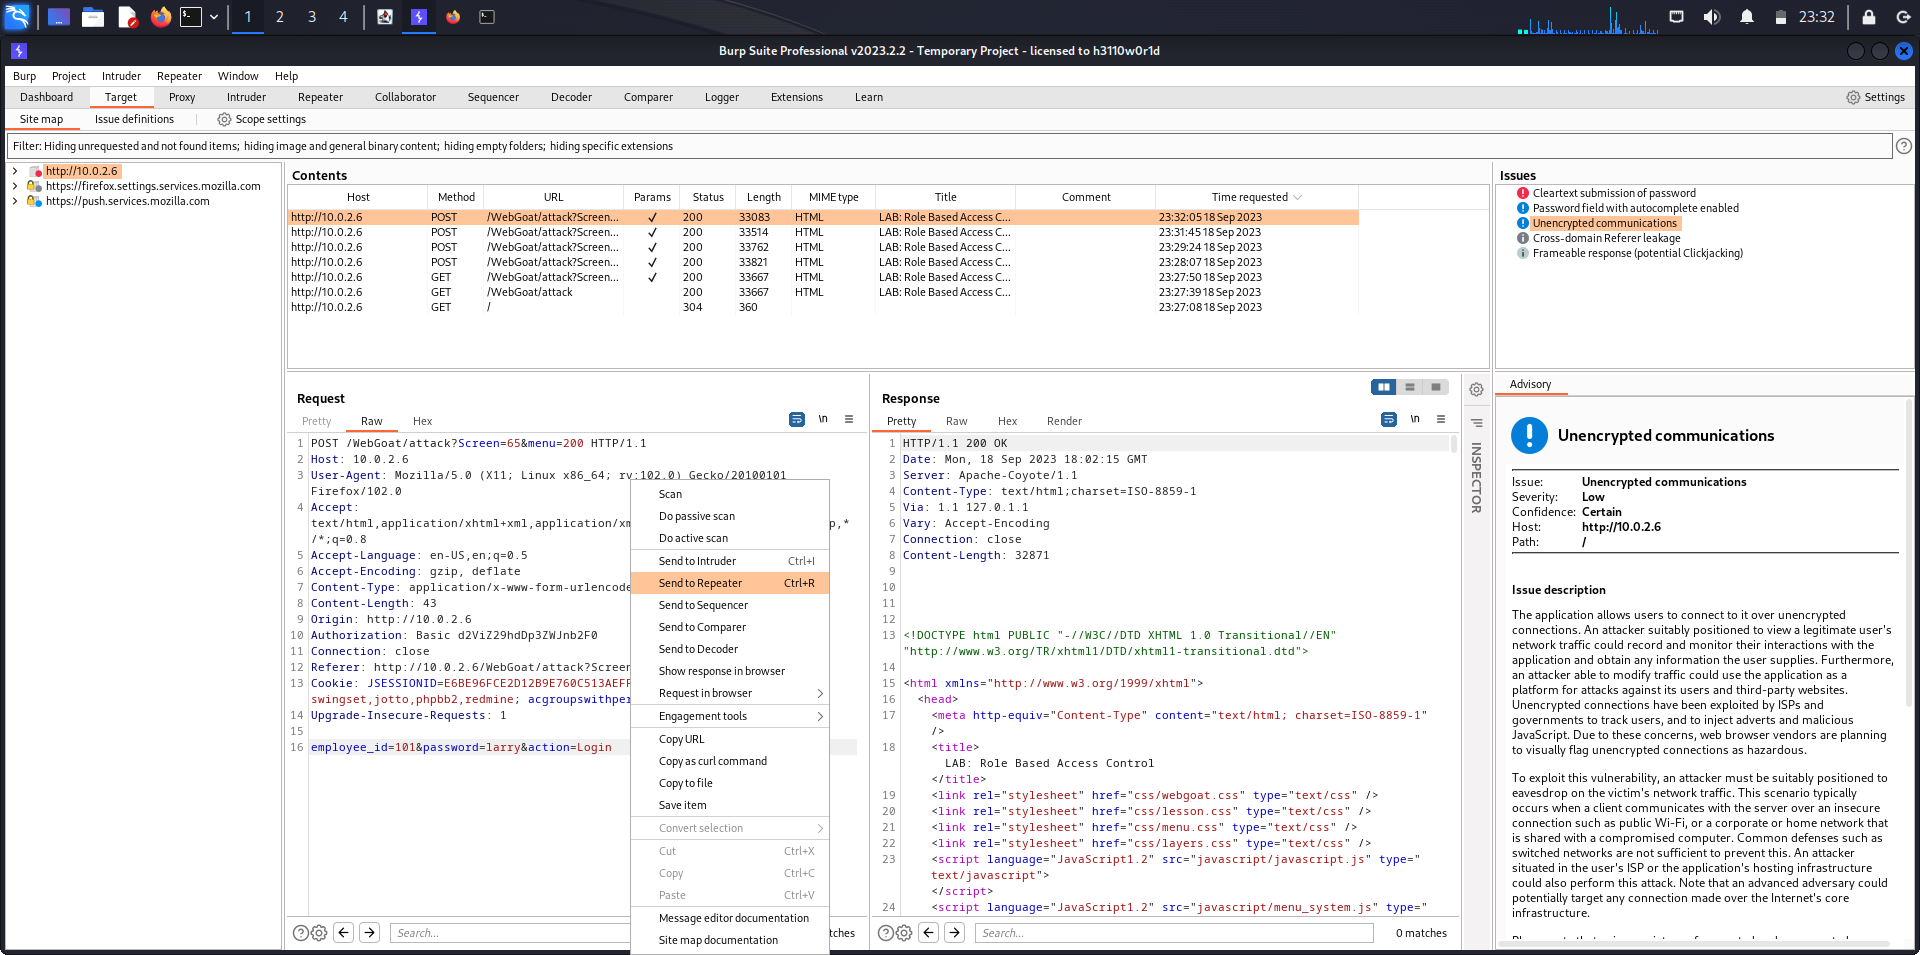 1 2 3 4 23:32
Burp Suite Professional v2023.2.2 - Temporary Project - licensed to h3110w0r1d
Burp Project Intruder Repeater Window Help
Dashboard Target Proxy Intruder Repeater Collaborator Sequencer Decoder Comparer Logger Extensions Learn Settings
Site map Issue definitions Scope settings
Filter: Hiding unrequested and not found items; hiding image and general binary content; hiding empty folders; hiding specific extensions
http://10.0.2.6
https://firefox.settings.services.mozilla.com
https://push.services.mozilla.com
Contents
Host Method URL Params Status Length MIME type Title Comment Time requested
http://10.0.2.6 POST /WebGoat/attack?Screen... ✓ 200 33083 HTML LAB: Role Based Access C... 23:32:05 18 Sep 2023
http://10.0.2.6 POST /WebGoat/attack?Screen... ✓ 200 33514 HTML LAB: Role Based Access C... 23:31:45 18 Sep 2023
http://10.0.2.6 POST /WebGoat/attack?Screen... ✓ 200 33762 HTML LAB: Role Based Access C... 23:29:24 18 Sep 2023
http://10.0.2.6 POST /WebGoat/attack?Screen... ✓ 200 33821 HTML LAB: Role Based Access C... 23:28:07 18 Sep 2023
http://10.0.2.6 GET /WebGoat/attack?Screen... ✓ 200 33667 HTML LAB: Role Based Access C... 23:27:50 18 Sep 2023
http://10.0.2.6 GET /WebGoat/attack 200 33667 HTML LAB: Role Based Access C... 23:27:39 18 Sep 2023
http://10.0.2.6 GET / 304 360 23:27:08 18 Sep 2023
Issues
Cleartext submission of password
Password field with autocomplete enabled
Unencrypted communications
Cross-domain Referer leakage
Frameable response (potential Clickjacking)
Request
Pretty Raw Hex \n
1 POST /WebGoat/attack?Screen=65&menu=200 HTTP/1.1
2 Host: 10.0.2.6
3 User-Agent: Mozilla/5.0 (X11; Linux x86_64; rv:102.0) Gecko/20100101
Firefox/102.0
4 Accept:
text/html,application/xhtml+xml,application/xm p,*
/*;q=0.8
5 Accept-Language: en-US,en;q=0.5
6 Accept-Encoding: gzip, deflate
7 Content-Type: application/x-www-form-urlencode
8 Content-Length: 43
9 Origin: http://10.0.2.6
10 Authorization: Basic d2ViZ29hdDp3ZWJnb2F0
11 Connection: close
12 Referer: http://10.0.2.6/WebGoat/attack?Screen
13 Cookie: JSESSIONID=E6BE96FCE2D12B9E760C513AEFF
swingset,jotto,phpbb2,redmine; acgroupswithper
14 Upgrade-Insecure-Requests: 1
15
16 employee_id=101&password=larry&action=Login
Search... tches
Scan
Do passive scan
Do active scan
Send to Intruder Ctrl+I
Send to Repeater Ctrl+R
Send to Sequencer
Send to Comparer
Send to Decoder
Show response in browser
Request in browser
Engagement tools
Copy URL
Copy as curl command
Copy to file
Save item
Convert selection
Cut Ctrl+X
Copy Ctrl+C
Paste Ctrl+V
Message editor documentation
Site map documentation
Response
Pretty Raw Hex Render \n
1 HTTP/1.1 200 OK
2 Date: Mon, 18 Sep 2023 18:02:15 GMT
3 Server: Apache-Coyote/1.1
4 Content-Type: text/html;charset=ISO-8859-1
5 Via: 1.1 127.0.1.1
6 Vary: Accept-Encoding
7 Connection: close
8 Content-Length: 32871
9
10
11
12
13 <!DOCTYPE html PUBLIC "-//W3C//DTD XHTML 1.0 Transitional//EN"
"http://www.w3.org/TR/xhtml1/DTD/xhtml1-transitional.dtd">
14
15 <html xmlns="http://www.w3.org/1999/xhtml">
16 <head>
17 <meta http-equiv="Content-Type" content="text/html; charset=ISO-8859-1"
/>
18 <title>
LAB: Role Based Access Control
</title>
19 <link rel="stylesheet" href="css/webgoat.css" type="text/css" />
20 <link rel="stylesheet" href="css/lesson.css" type="text/css" />
21 <link rel="stylesheet" href="css/menu.css" type="text/css" />
22 <link rel="stylesheet" href="css/layers.css" type="text/css" />
23 <script language="JavaScript1.2" src="javascript/javascript.js" type="
text/javascript">
</script>
24 <script language="JavaScript1.2" src="javascript/menu_system.js" type="
Search... 0 matches
INSPECTOR
Advisory
Unencrypted communications
Issue: Unencrypted communications
Severity: Low
Confidence: Certain
Host: http://10.0.2.6
Path: /
Issue description
The application allows users to connect to it over unencrypted
connections. An attacker suitably positioned to view a legitimate user's
network traffic could record and monitor their interactions with the
application and obtain any information the user supplies. Furthermore,
an attacker able to modify traffic could use the application as a
platform for attacks against its users and third-party websites.
Unencrypted connections have been exploited by ISPs and
governments to track users, and to inject adverts and malicious
JavaScript. Due to these concerns, web browser vendors are planning
to visually flag unencrypted connections as hazardous.
To exploit this vulnerability, an attacker must be suitably positioned to
eavesdrop on the victim's network traffic. This scenario typically
occurs when a client communicates with the server over an insecure
connection such as public Wi-Fi, or a corporate or home network that
is shared with a compromised computer. Common defenses such as
switched networks are not sufficient to prevent this. An attacker
situated in the user's ISP or the application's hosting infrastructure
could also perform this attack. Note that an advanced adversary could
potentially target any connection made over the Internet's core
infrastructure.